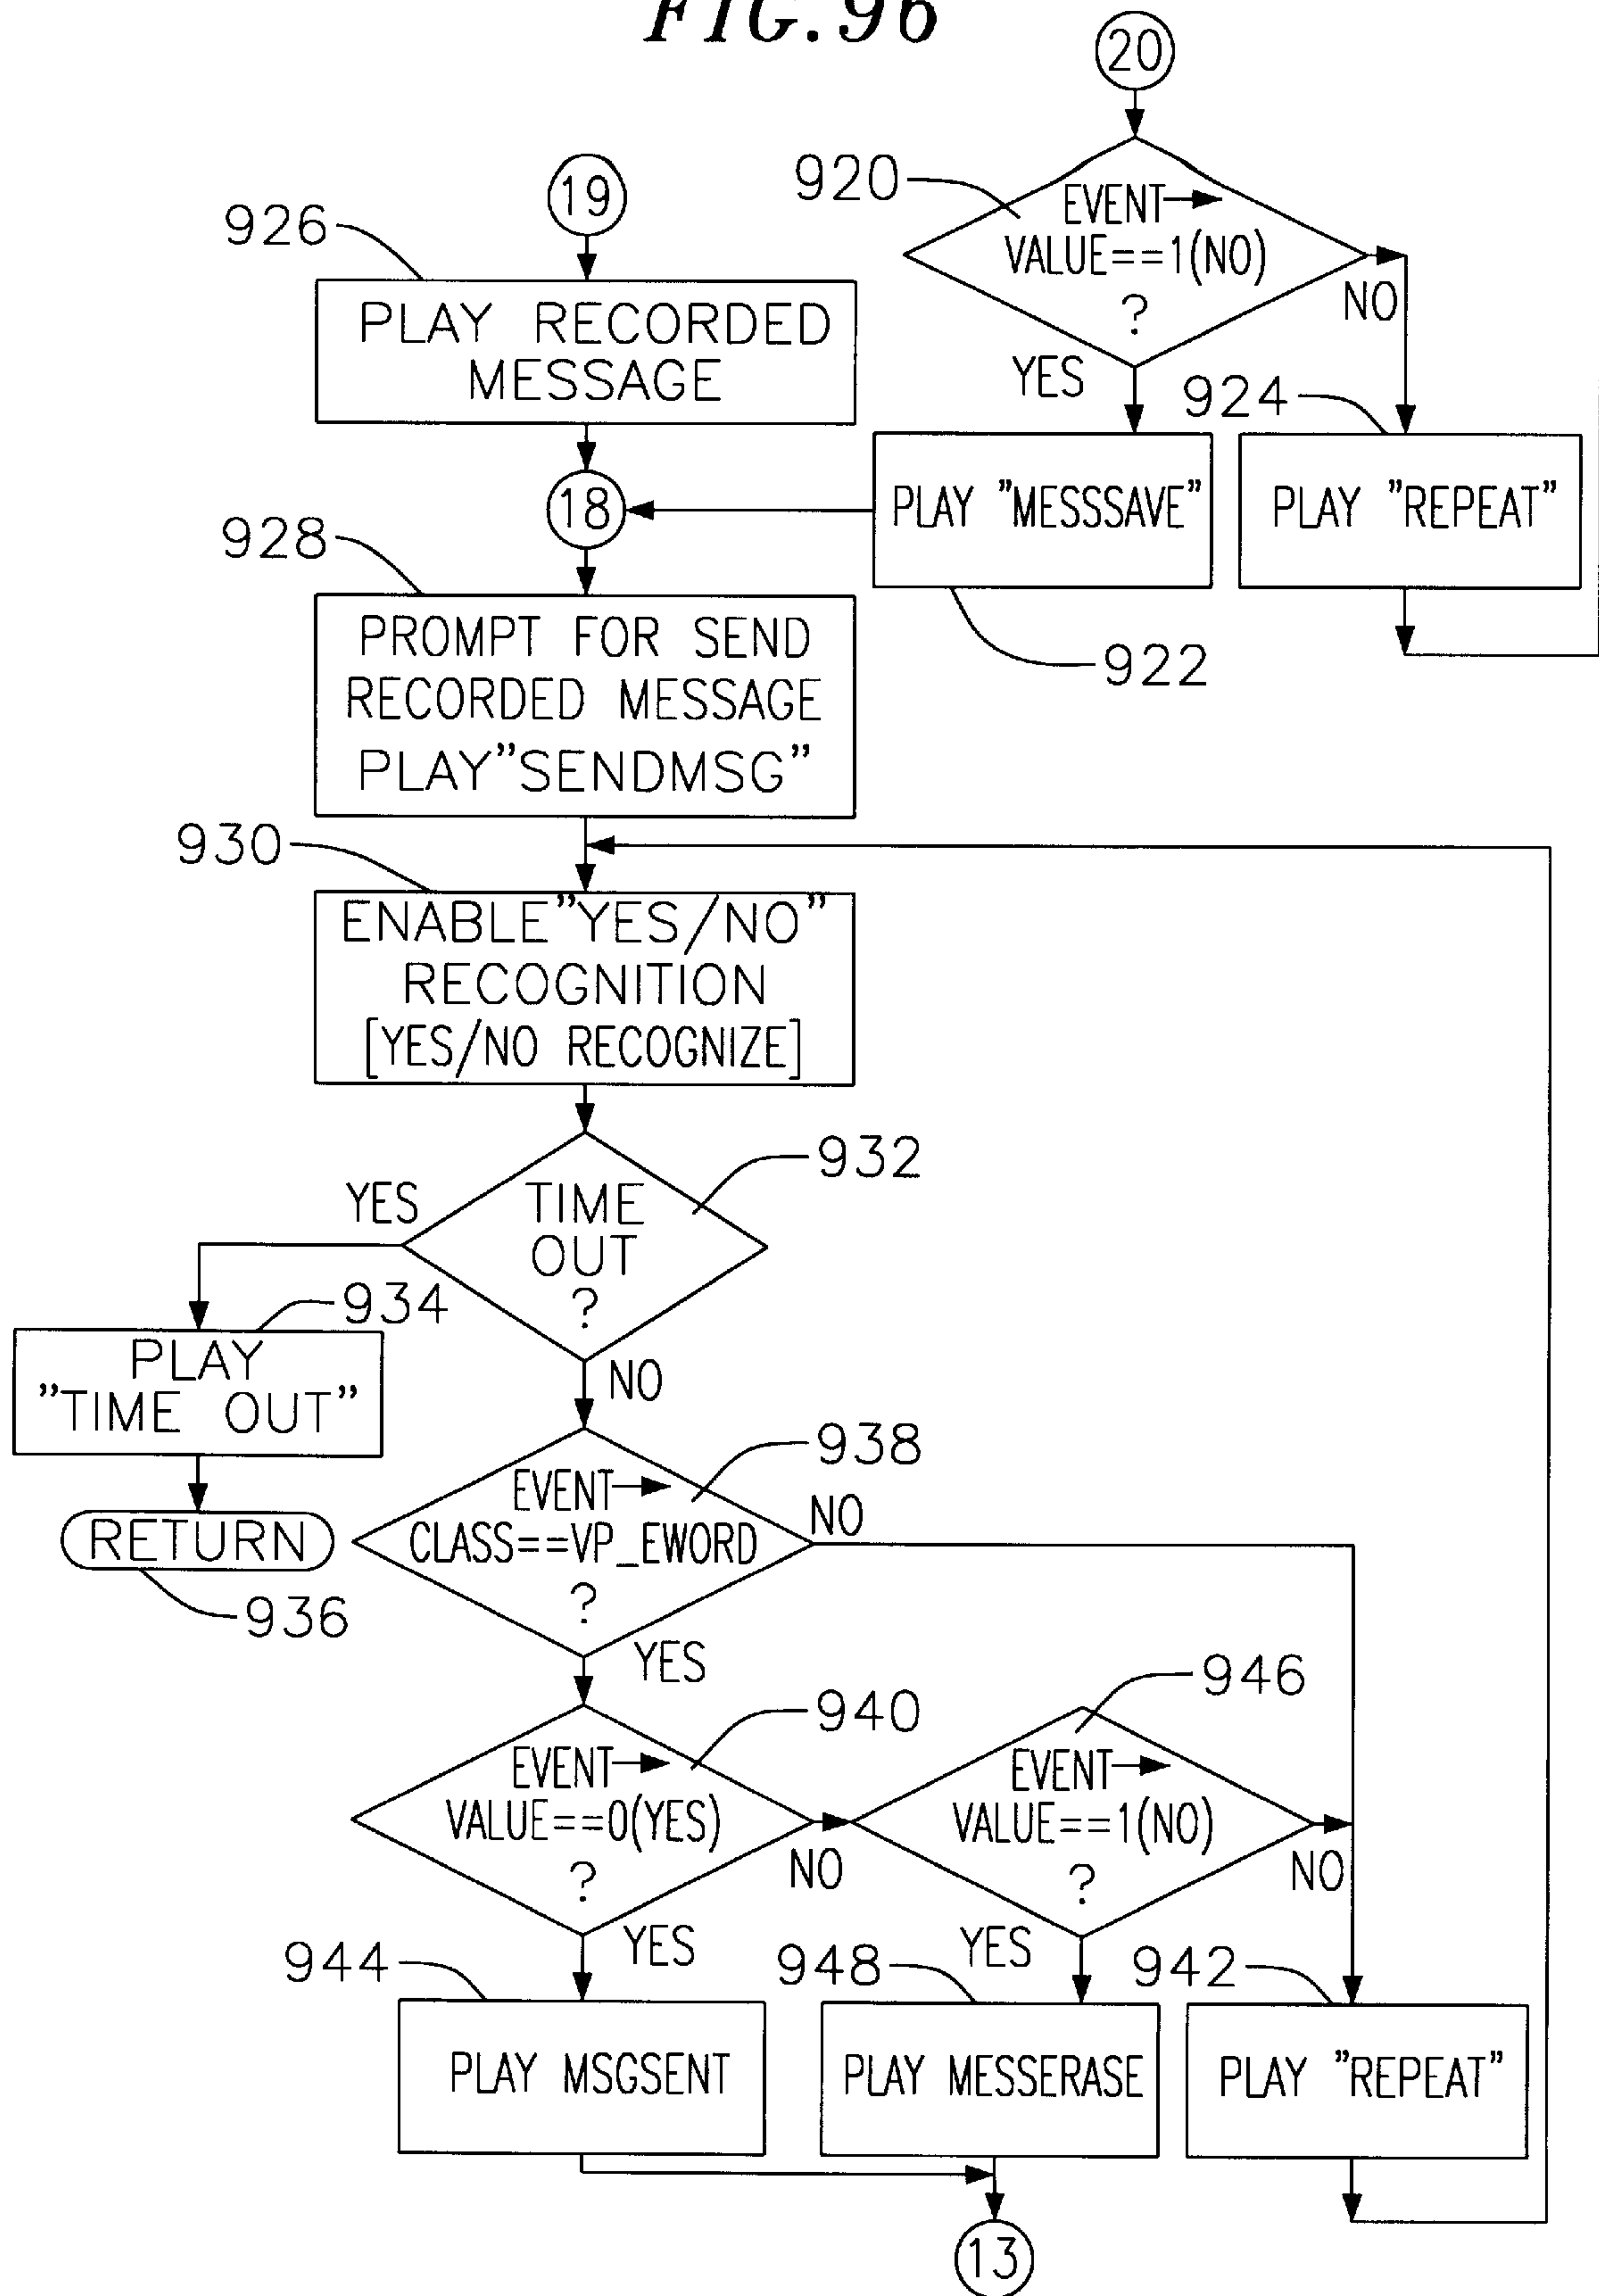 FIG. 96
20
920
EVENT→
VALUE==1(NO)
?
NO
YES
19
926
PLAY RECORDED
MESSAGE
924
18
PLAY "MESSSAVE"
PLAY "REPEAT"
922
928
PROMPT FOR SEND
RECORDED MESSAGE
PLAY"SENDMSG"
930
ENABLE"YES/NO"
RECOGNITION
[YES/NO RECOGNIZE]
932
TIME
OUT
?
YES
NO
934
PLAY
"TIME OUT"
RETURN
936
938
EVENT→
CLASS==VP_EWORD
?
NO
YES
940
EVENT→
VALUE==0(YES)
?
NO
YES
946
EVENT→
VALUE==1(NO)
?
NO
YES
944
PLAY MSGSENT
948
PLAY MESSERASE
942
PLAY "REPEAT"
13